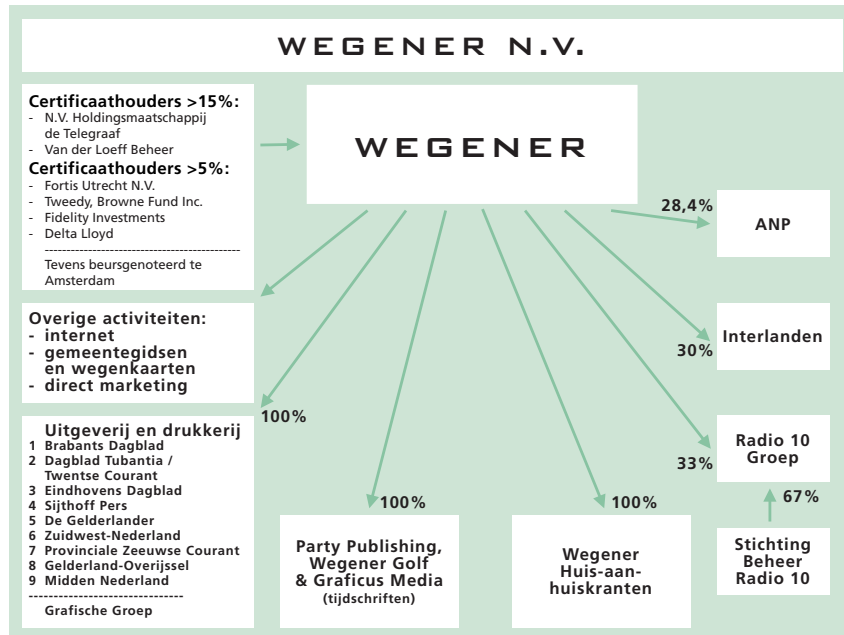 WEGENER N.V.
Certificaathouders >15%:
- N.V. Holdingsmaatschappij
de Telegraaf
- Van der Loeff Beheer
Certificaathouders >5%:
- Fortis Utrecht N.V.
- Tweedy, Browne Fund Inc.
- Fidelity Investments
- Delta Lloyd
--------------------------------------------
Tevens beursgenoteerd te
Amsterdam
WEGENER
28,4%
ANP
Overige activiteiten:
- internet
- gemeentegidsen
en wegenkaarten
- direct marketing
30%
Interlanden
100%
Uitgeverij en drukkerij
1 Brabants Dagblad
2 Dagblad Tubantia /
Twentse Courant
3 Eindhovens Dagblad
4 Sijthoff Pers
5 De Gelderlander
6 Zuidwest-Nederland
7 Provinciale Zeeuwse Courant
8 Gelderland-Overijssel
9 Midden Nederland
-------------------------------
Grafische Groep
100%
Party Publishing,
Wegener Golf
& Graficus Media
(tijdschriften)
100%
Wegener
Huis-aan-
huiskranten
33%
Radio 10
Groep
67%
Stichting
Beheer
Radio 10